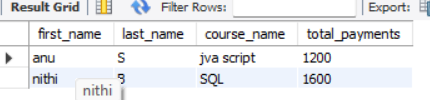 Result Grid Filter Rows: Export:
first_name last_name course_name total_payments
anu S jva script 1200
nithi B SQL 1600
nithi